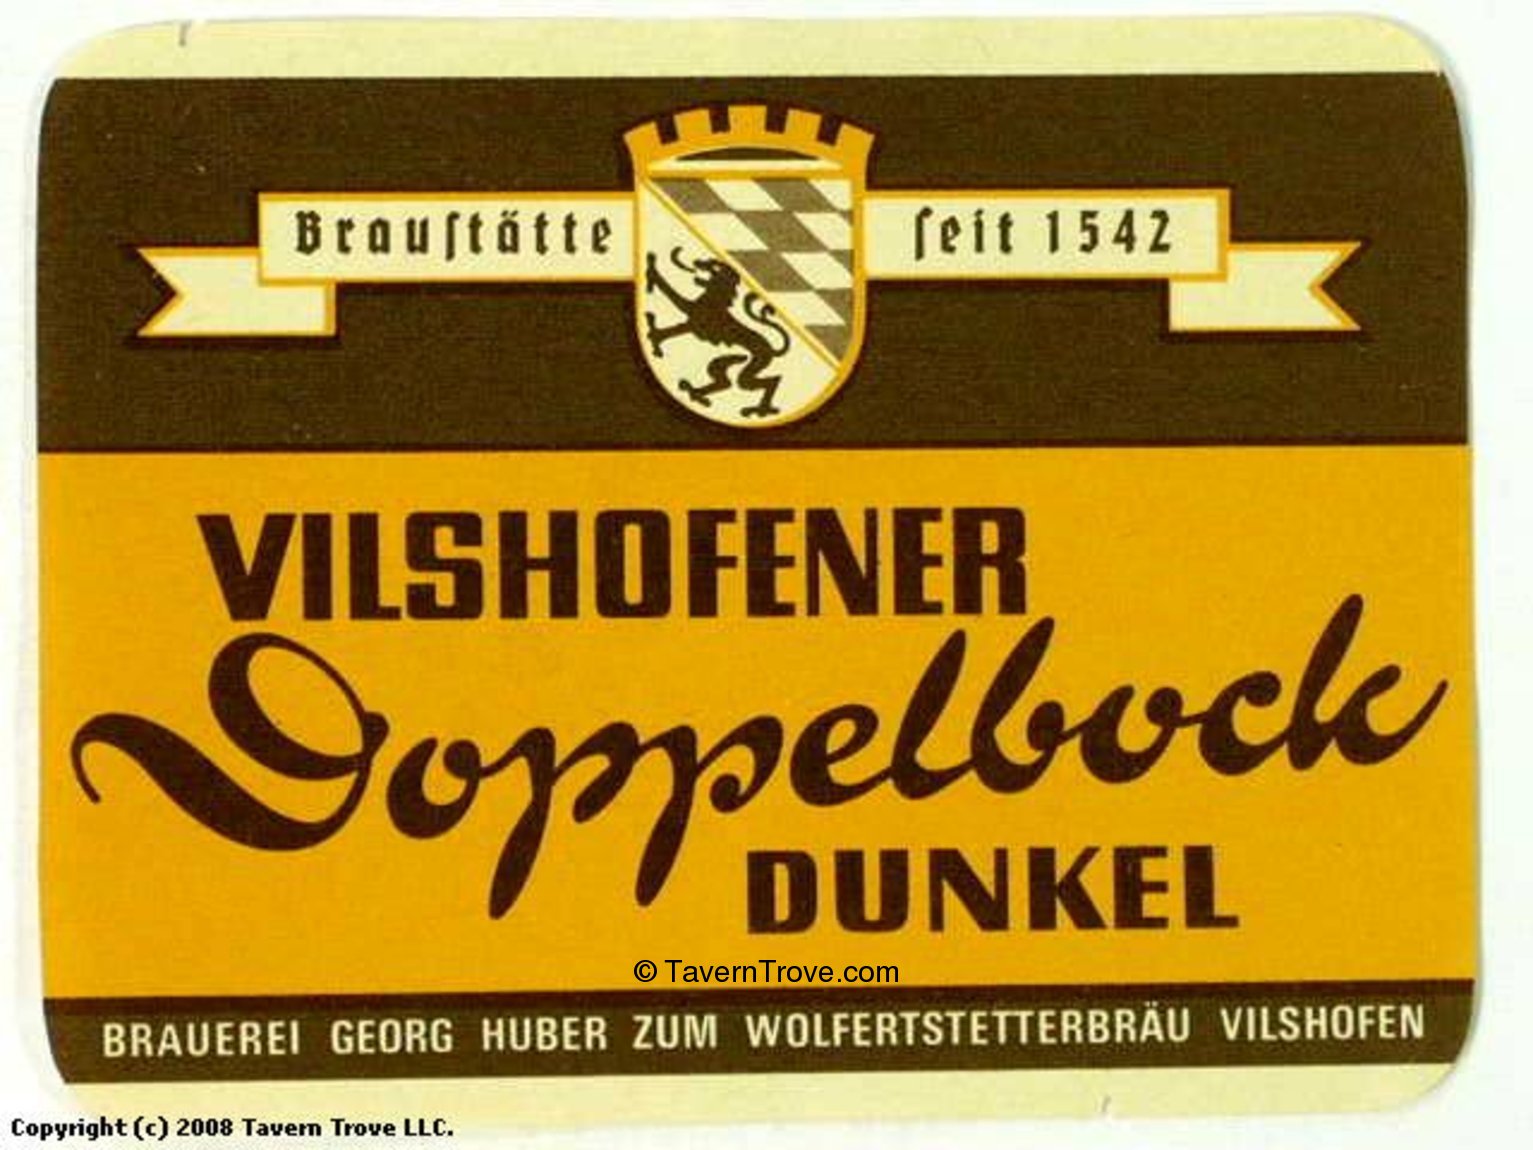 Brauſtätte ſeit 1542
VILSHOFENER
Doppelbock
DUNKEL
© TavernTrove.com
BRAUEREI GEORG HUBER ZUM WOLFERTSTETTERBRÄU VILSHOFEN
Copyright (c) 2008 Tavern Trove LLC.